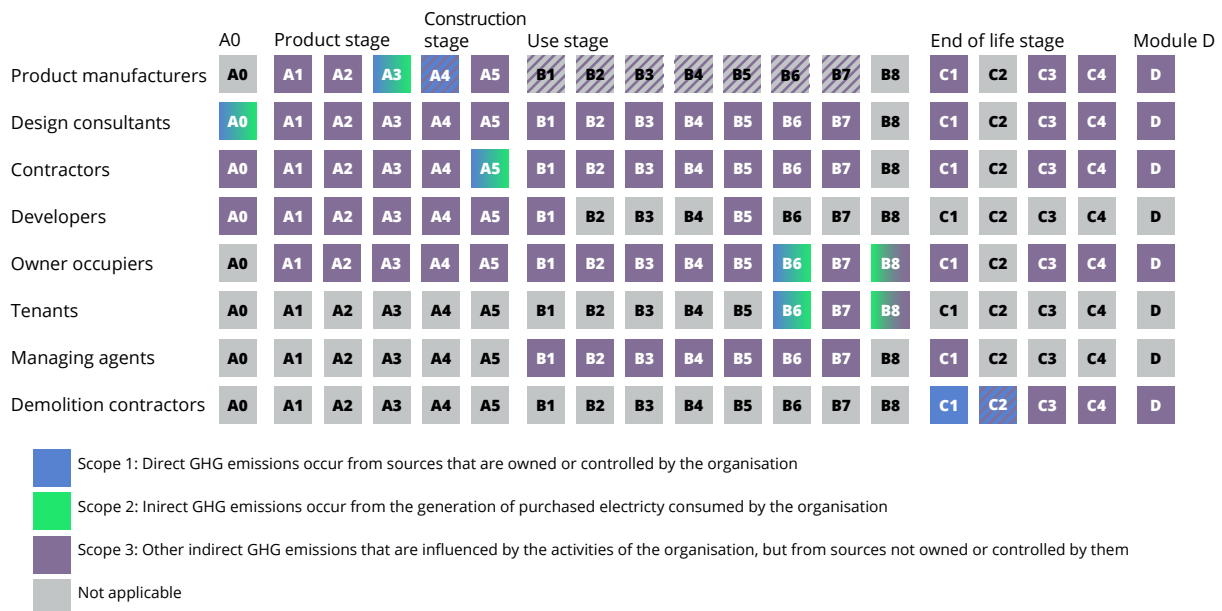 Construction
A0 Product stage stage Use stage End of life stage Module D
Product manufacturers A0 A1 A2 A3 A4 A5 B1 B2 B3 B4 B5 B6 B7 B8 C1 C2 C3 C4 D
Design consultants A0 A1 A2 A3 A4 A5 B1 B2 B3 B4 B5 B6 B7 B8 C1 C2 C3 C4 D
Contractors A0 A1 A2 A3 A4 A5 B1 B2 B3 B4 B5 B6 B7 B8 C1 C2 C3 C4 D
Developers A0 A1 A2 A3 A4 A5 B1 B2 B3 B4 B5 B6 B7 B8 C1 C2 C3 C4 D
Owner occupiers A0 A1 A2 A3 A4 A5 B1 B2 B3 B4 B5 B6 B7 B8 C1 C2 C3 C4 D
Tenants A0 A1 A2 A3 A4 A5 B1 B2 B3 B4 B5 B6 B7 B8 C1 C2 C3 C4 D
Managing agents A0 A1 A2 A3 A4 A5 B1 B2 B3 B4 B5 B6 B7 B8 C1 C2 C3 C4 D
Demolition contractors A0 A1 A2 A3 A4 A5 B1 B2 B3 B4 B5 B6 B7 B8 C1 C2 C3 C4 D
Scope 1: Direct GHG emissions occur from sources that are owned or controlled by the organisation
Scope 2: Inirect GHG emissions occur from the generation of purchased electricty consumed by the organisation
Scope 3: Other indirect GHG emissions that are influenced by the activities of the organisation, but from sources not owned or controlled by them
Not applicable